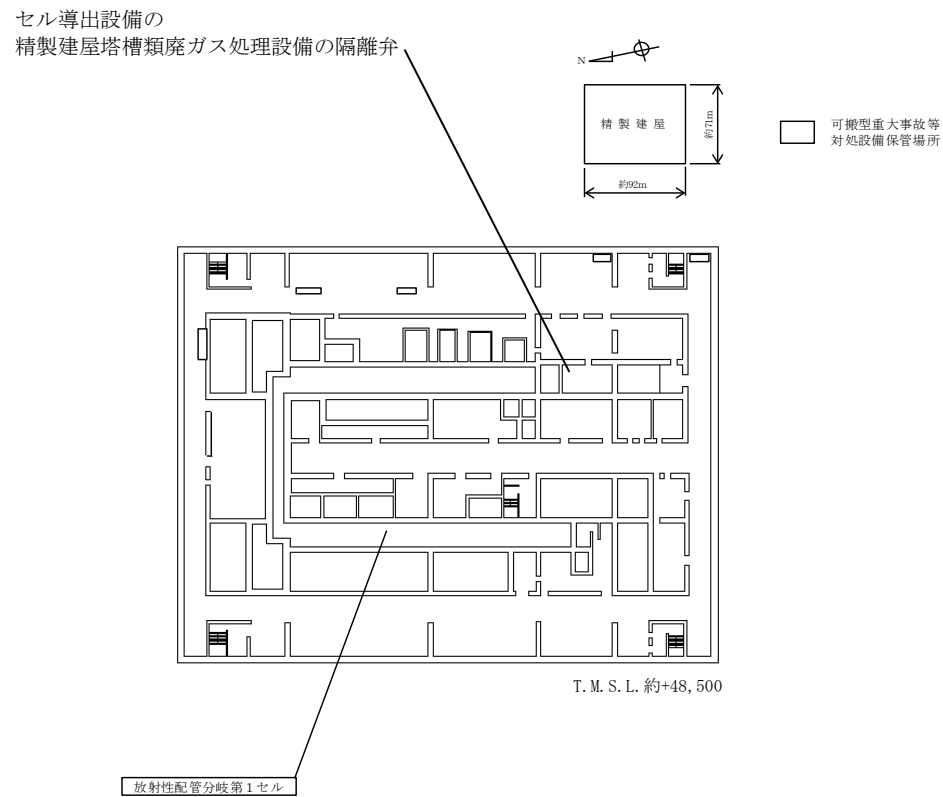 セル導出設備の
精製建屋塔槽類廃ガス処理設備の隔離弁
N
精製建屋
約71m
約92m
可搬型重大事故等
対処設備保管場所
T.M.S.L.約+48,500
放射性配管分岐第1セル